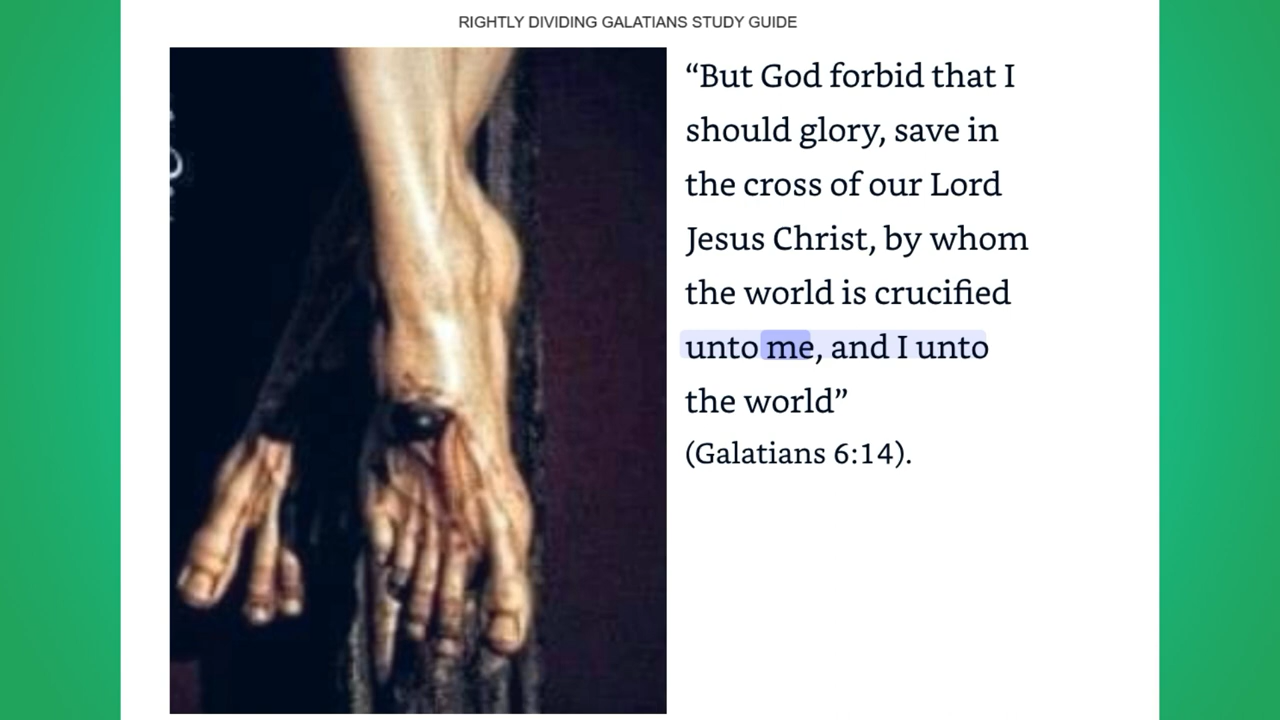 RIGHTLY DIVIDING GALATIANS STUDY GUIDE
“But God forbid that I
should glory, save in
the cross of our Lord
Jesus Christ, by whom
the world is crucified
unto me, and I unto
the world”
(Galatians 6:14).